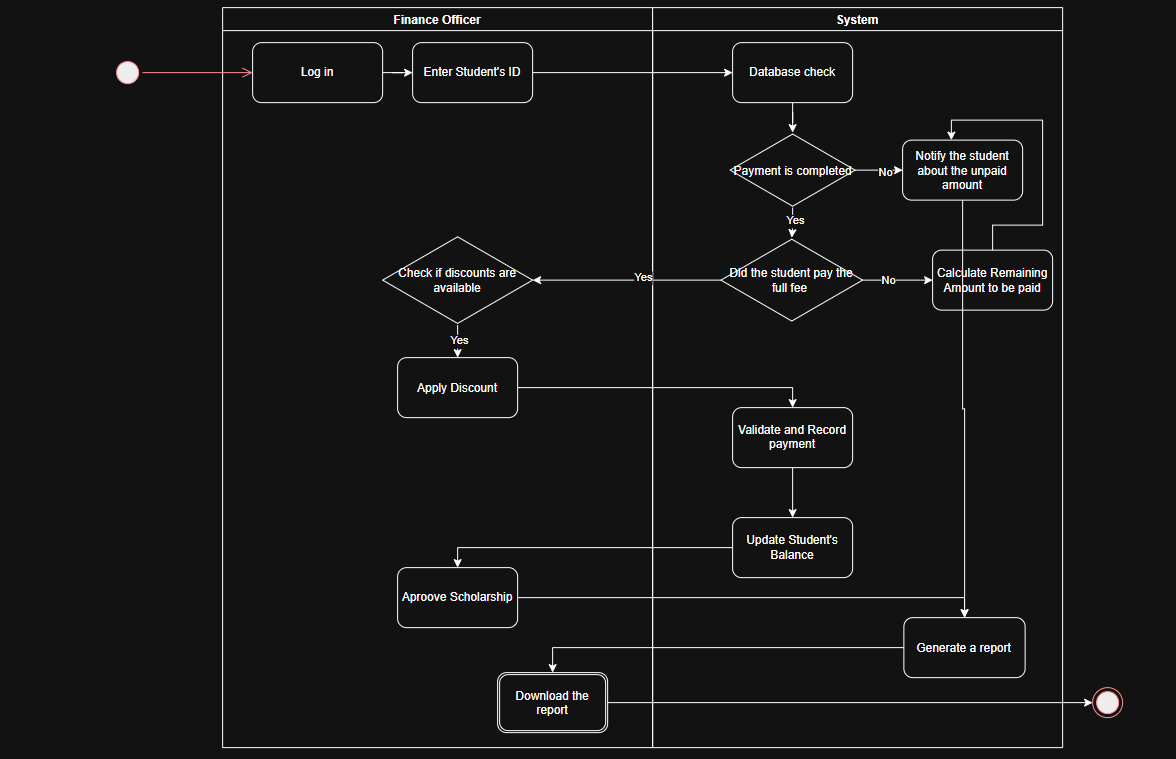 Finance Officer
System
Log in
Enter Student's ID
Database check
Payment is completed
No
Notify the student
about the unpaid
amount
Yes
Check if discounts are
available
Yes
Did the student pay the
full fee
No
Calculate Remaining
Amount to be paid
Yes
Apply Discount
Validate and Record
payment
Update Student's
Balance
Aproove Scholarship
Generate a report
Download the
report